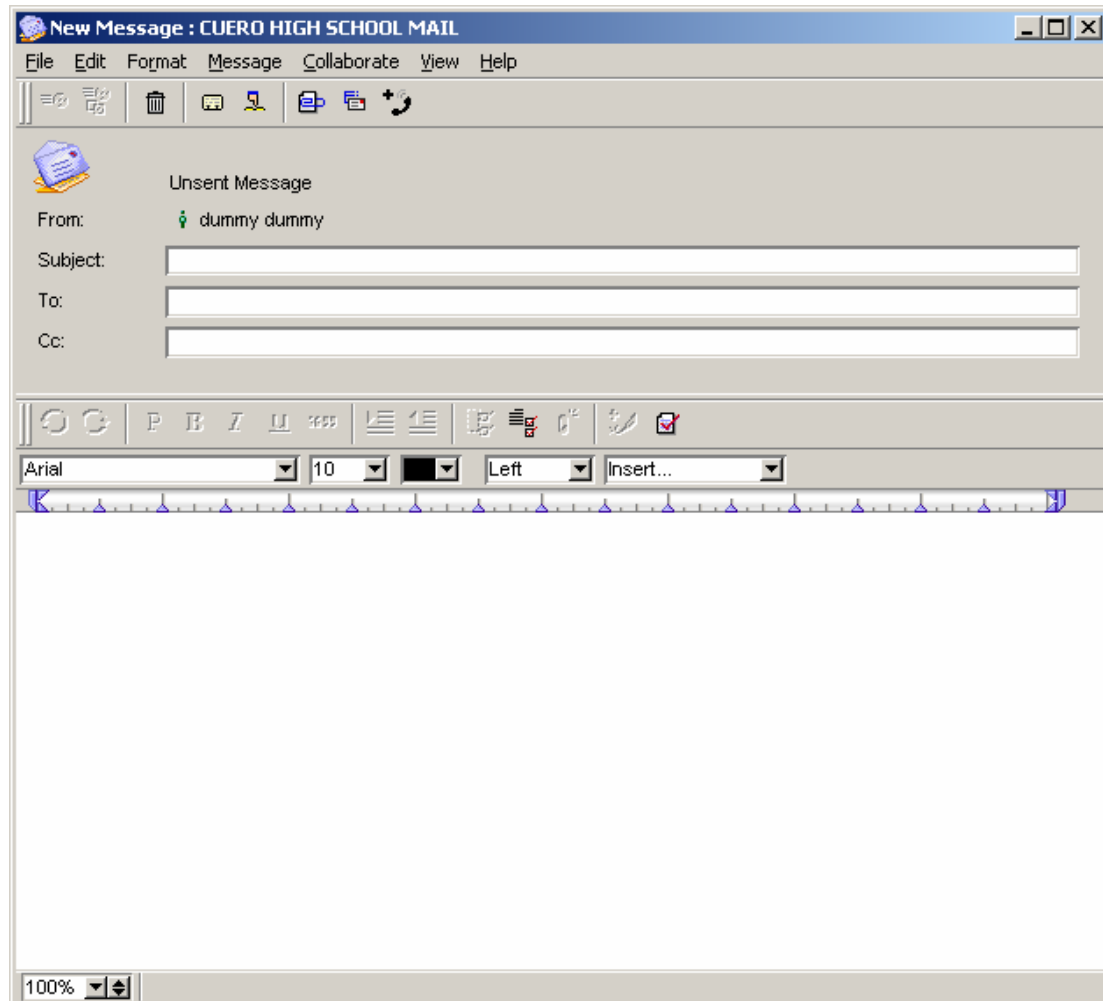 New Message : CUERO HIGH SCHOOL MAIL
File Edit Format Message Collaborate View Help
Unsent Message
From: dummy dummy
Subject:
To:
Cc:
P B I U
Arial 10 Left Insert...
100%